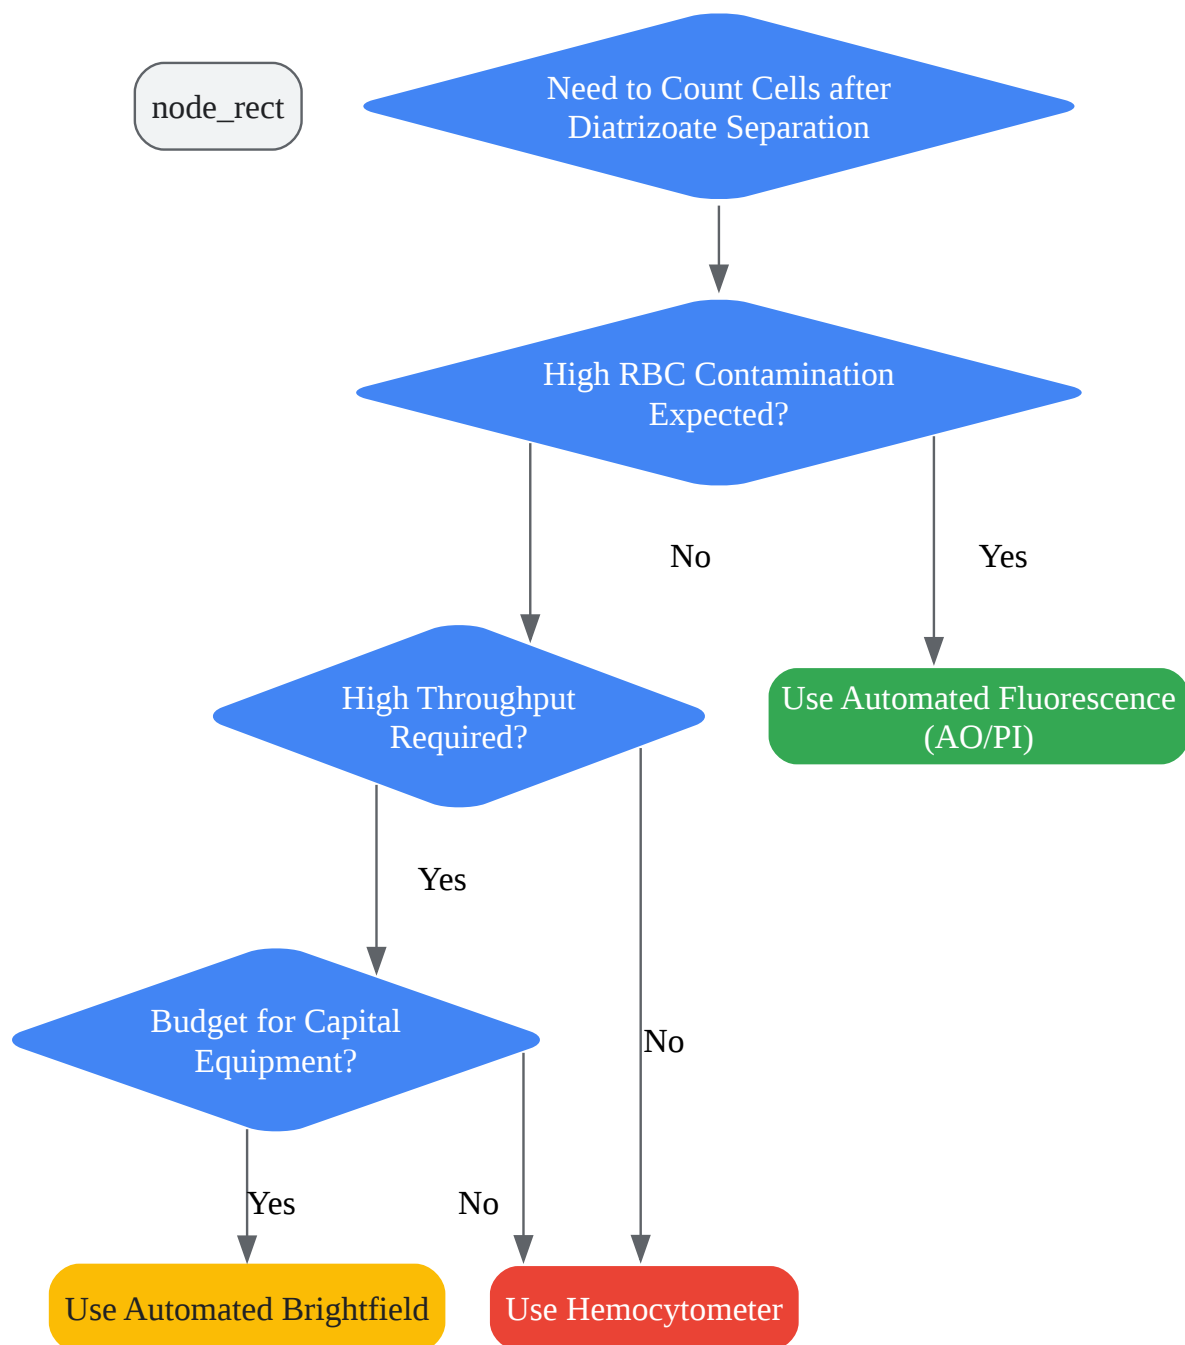 node_rect
Need to Count Cells after
Diatrizoate Separation
High RBC Contamination
Expected?
No
Yes
High Throughput
Required?
Use Automated Fluorescence
(AO/PI)
Yes
Budget for Capital
Equipment?
No
Yes
No
Use Automated Brightfield
Use Hemocytometer